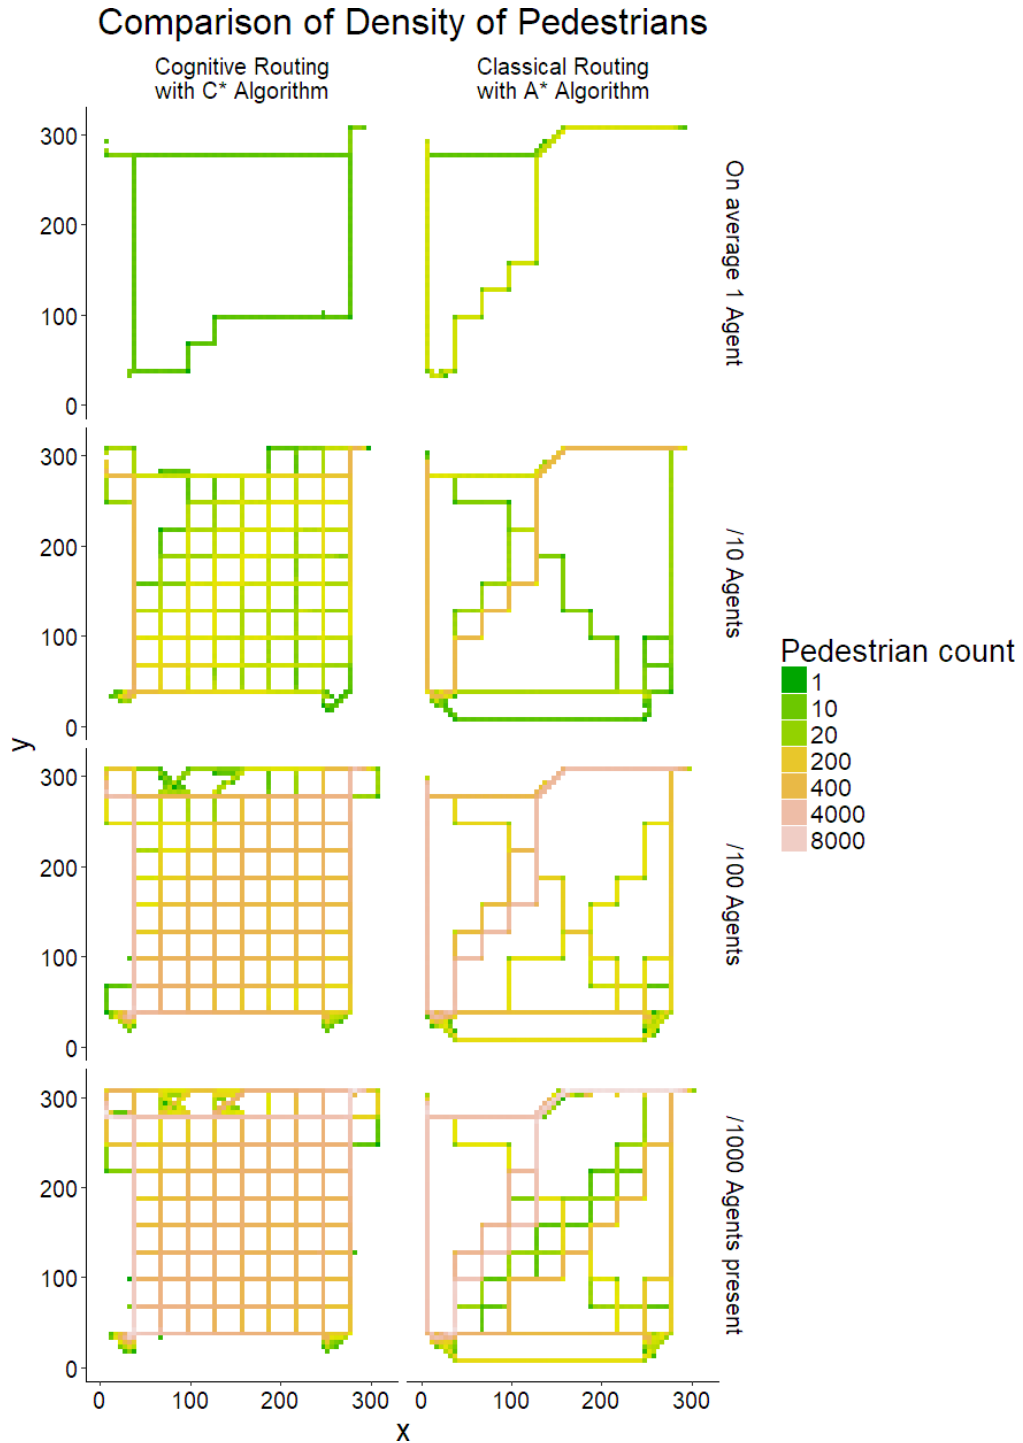 Comparison of Density of Pedestrians
Cognitive Routing
with C* Algorithm
Classical Routing
with A* Algorithm
300
200
100
0
On average 1 Agent
300
200
100
0
/10 Agents
y
300
200
100
0
/100 Agents
300
200
100
0
/1000 Agents present
0 100 200 300
0 100 200 300
x
Pedestrian count
1
10
20
200
400
4000
8000